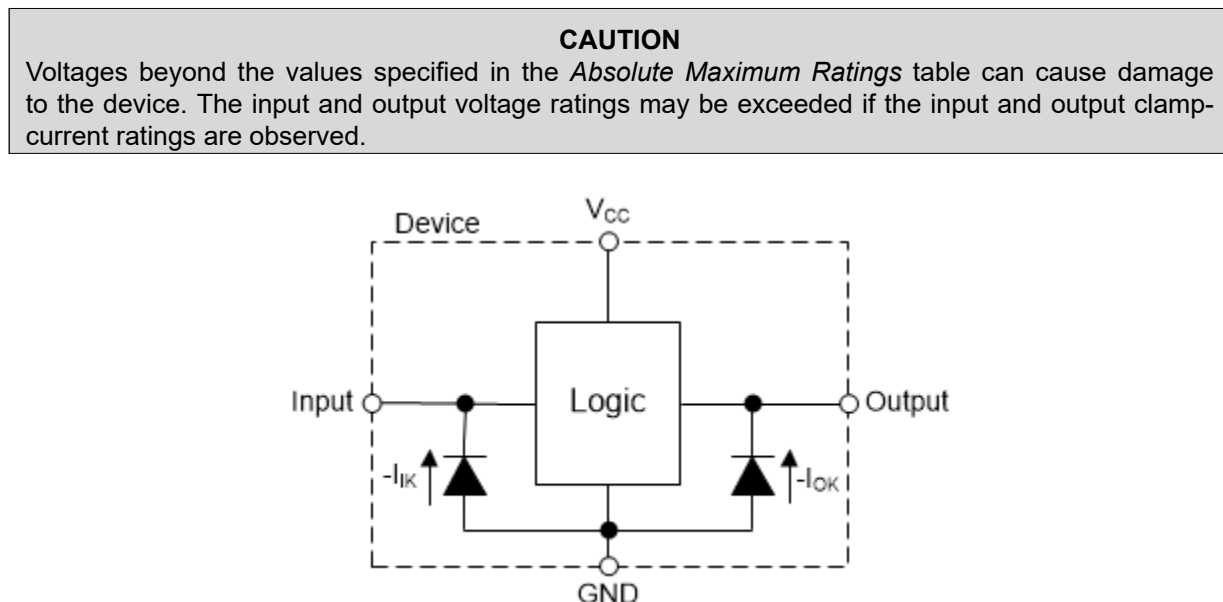 CAUTION
Voltages beyond the values specified in the Absolute Maximum Ratings table can cause damage
to the device. The input and output voltage ratings may be exceeded if the input and output clamp-
current ratings are observed.
Device
VCC
Input
Logic
Output
-IIK
-IOK
GND